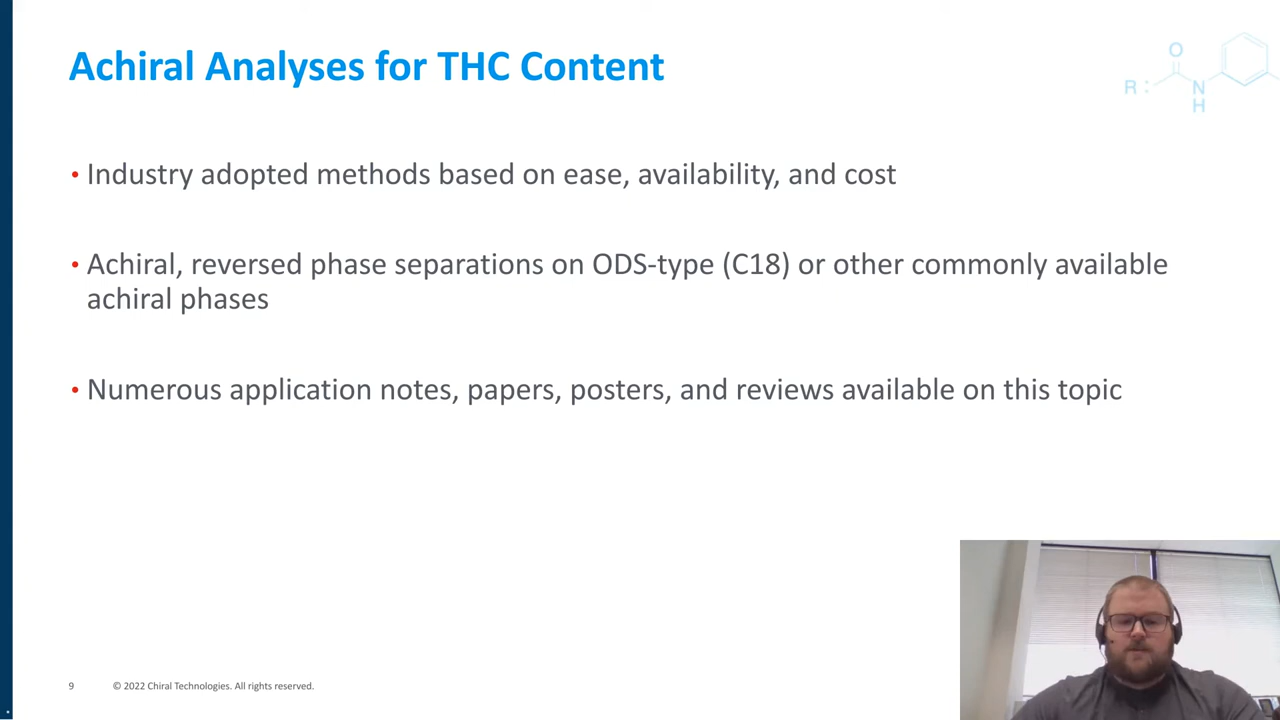 Achiral Analyses for THC Content
O
R :
N
H
• Industry adopted methods based on ease, availability, and cost
• Achiral, reversed phase separations on ODS-type (C18) or other commonly available
achiral phases
• Numerous application notes, papers, posters, and reviews available on this topic
9 © 2022 Chiral Technologies. All rights reserved.